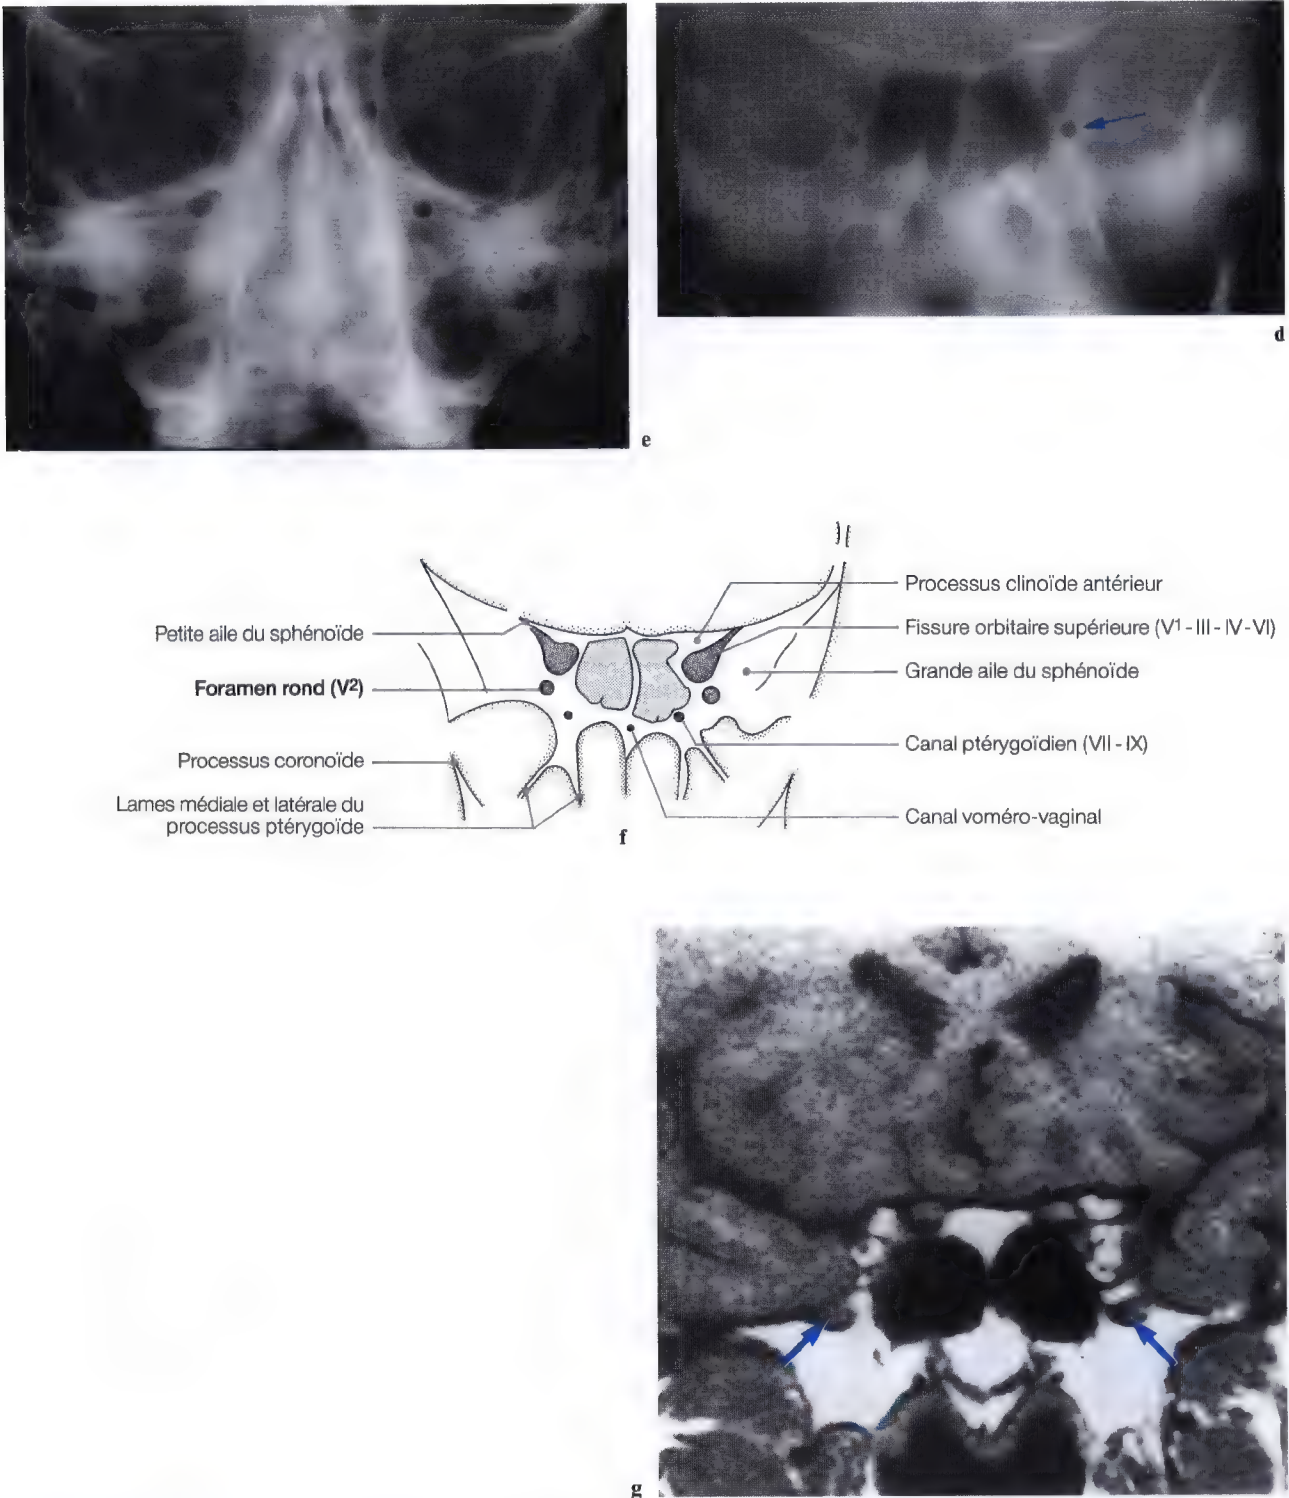 e
d
Petite aile du sphénoïde
Foramen rond (V2)
Processus coronoïde
Lames médiale et latérale du
processus ptérygoïde
Processus clinoïde antérieur
Fissure orbitaire supérieure (V1 - III - IV - VI)
Grande aile du sphénoïde
Canal ptérygoïdien (VII - IX)
Canal voméro-vaginal
f
g